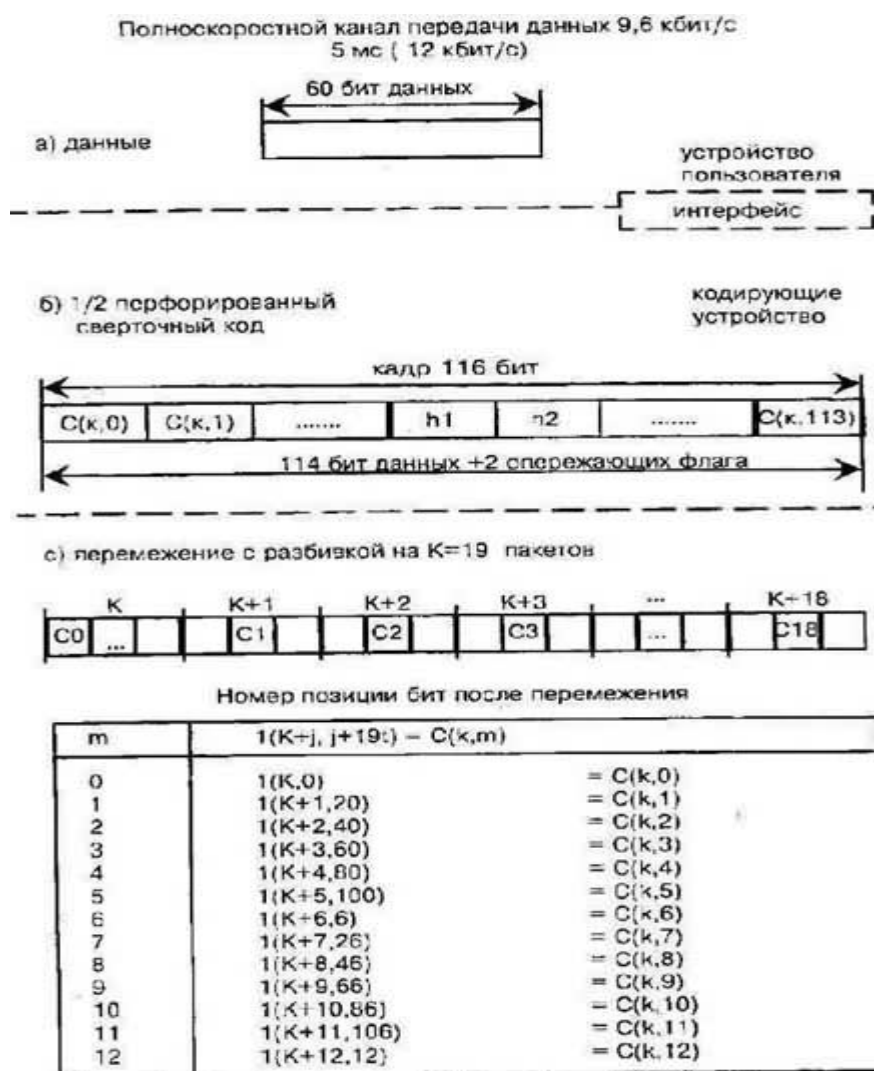 Полноскоростной канал передачи данных 9,6 кбит/с
5 мс ( 12 кбит/с)
60 бит данных
а) данные
устройство
пользователя
интерфейс
б) 1/2 перфорированный
сверточный код
кодирующие
устройство
кадр 116 бит
C(к,0) C(к,1) ....... h1 h2 ....... C(к,113)
114 бит данных +2 опережающих флага
с) перемежение с разбивкой на K=19 пакетов
K K+1 K+2 K+3 ... K+18
C0 ... C1 C2 C3 ... C18
Номер позиции бит после перемежения
m 1(K+j, j+19t) = C(k,m)
0 1(K,0) = C(k,0)
1 1(K+1,20) = C(k,1)
2 1(K+2,40) = C(k,2)
3 1(K+3,60) = C(k,3)
4 1(K+4,80) = C(k,4)
5 1(K+5,100) = C(k,5)
6 1(K+6,6) = C(k,6)
7 1(K+7,26) = C(k,7)
8 1(K+8,46) = C(k,8)
9 1(K+9,66) = C(k,9)
10 1(K+10,86) = C(k,10)
11 1(K+11,106) = C(k,11)
12 1(K+12,12) = C(k,12)